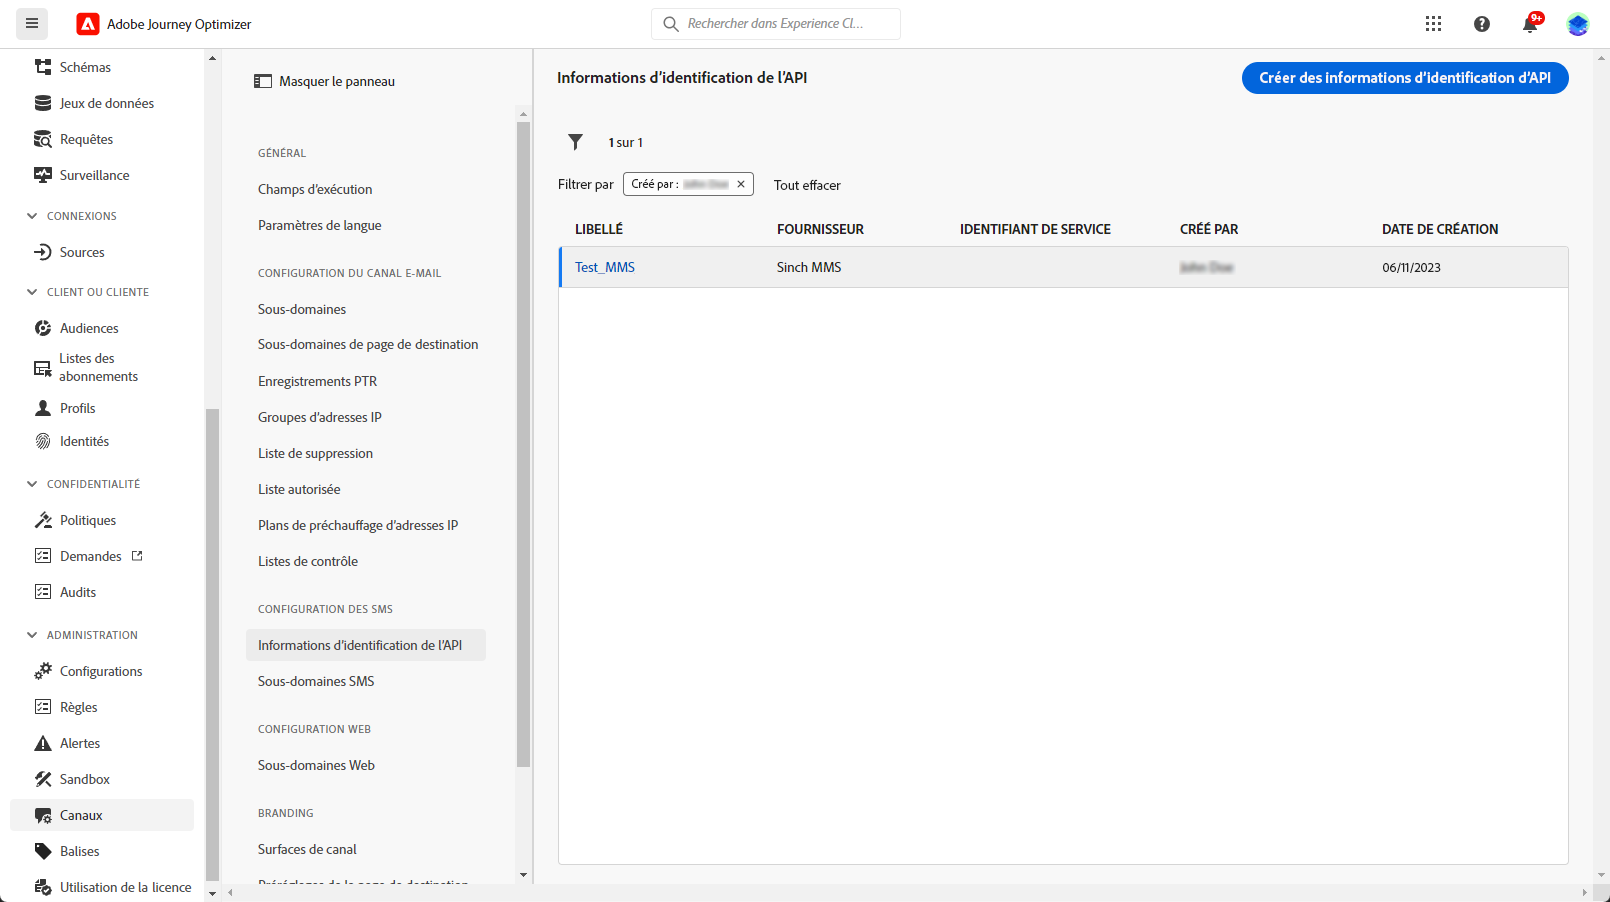 Adobe Journey Optimizer
Rechercher dans Experience Cl...
9+
Schémas
Jeux de données
Requêtes
Surveillance
CONNEXIONS
Sources
CLIENT OU CLIENTE
Audiences
Listes des
abonnements
Profils
Identités
CONFIDENTIALITÉ
Politiques
Demandes
Audits
ADMINISTRATION
Configurations
Règles
Alertes
Sandbox
Canaux
Balises
Utilisation de la licence
Masquer le panneau
GÉNÉRAL
Champs d’exécution
Paramètres de langue
CONFIGURATION DU CANAL E-MAIL
Sous-domaines
Sous-domaines de page de destination
Enregistrements PTR
Groupes d’adresses IP
Liste de suppression
Liste autorisée
Plans de préchauffage d’adresses IP
Listes de contrôle
CONFIGURATION DES SMS
Informations d’identification de l’API
Sous-domaines SMS
CONFIGURATION WEB
Sous-domaines Web
BRANDING
Surfaces de canal
Préréglages de la page de destination
Informations d’identification de l’API
Créer des informations d’identification d’API
1 sur 1
Filtrer par Créé par : Tout effacer
LIBELLÉ FOURNISSEUR IDENTIFIANT DE SERVICE CRÉÉ PAR DATE DE CRÉATION
Test_MMS Sinch MMS 06/11/2023